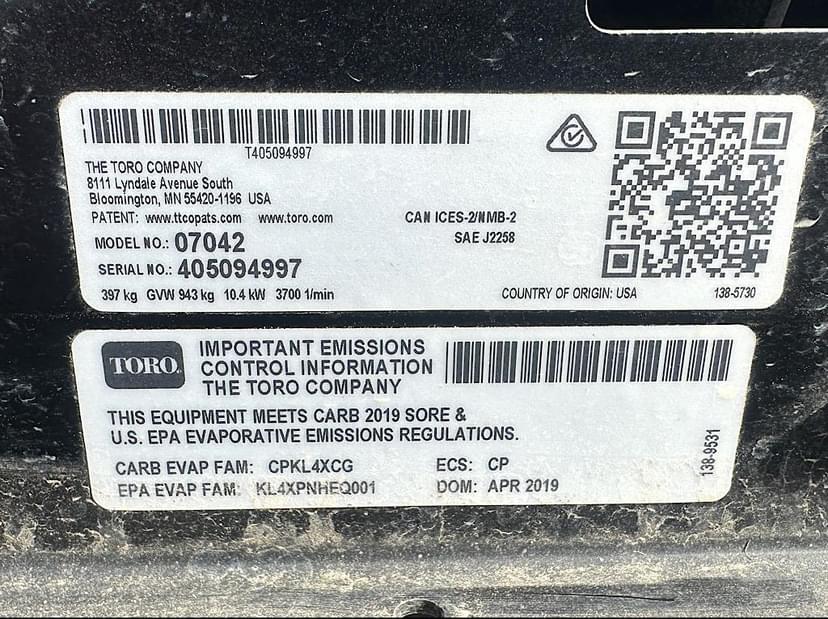 T405094997
THE TORO COMPANY
8111 Lyndale Avenue South
Bloomington, MN 55420-1196 USA
PATENT: www.ttcopats.com www.toro.com
CAN ICES-2/NMB-2
MODEL NO.: 07042
SAE J2258
SERIAL NO.: 405094997
397 kg GVW 943 kg 10.4 kW 3700 1/min
COUNTRY OF ORIGIN: USA
138-5730
TORO
IMPORTANT EMISSIONS
CONTROL INFORMATION
THE TORO COMPANY
THIS EQUIPMENT MEETS CARB 2019 SORE &
U.S. EPA EVAPORATIVE EMISSIONS REGULATIONS.
CARB EVAP FAM: CPKL4XCG ECS: CP
EPA EVAP FAM: KL4XPNHEQ001 DOM: APR 2019
138-9531